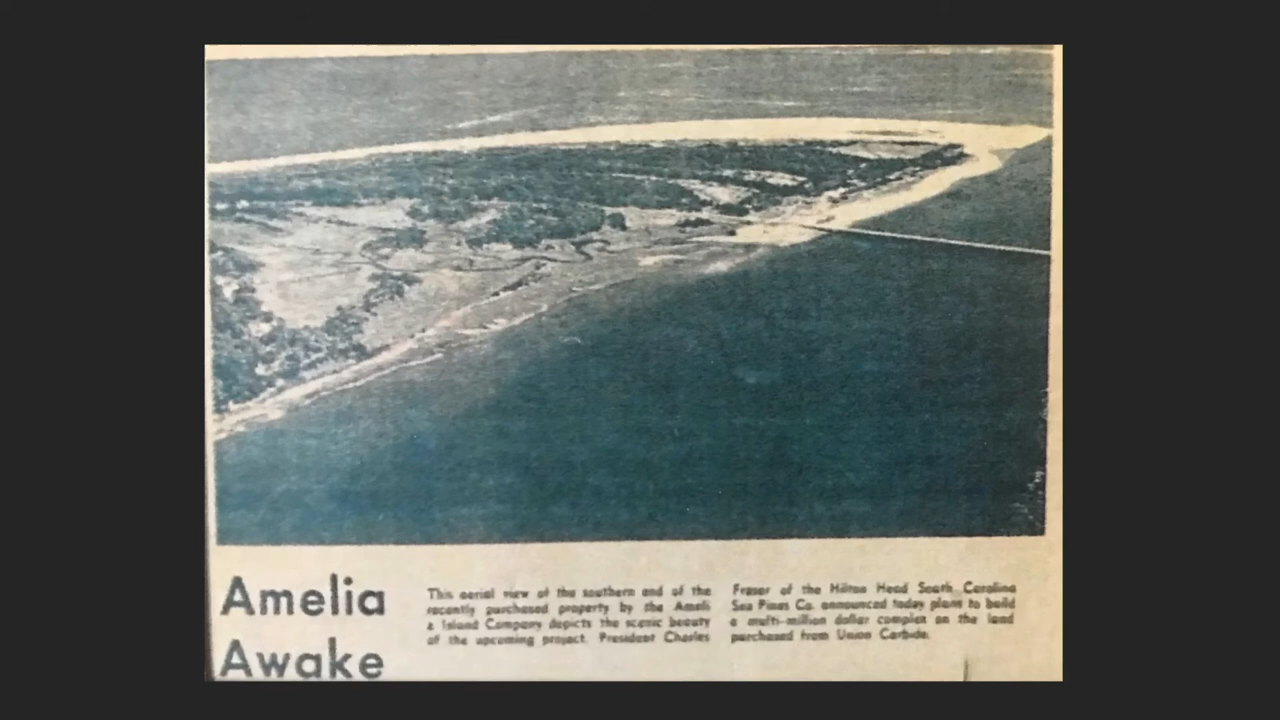 Amelia
Awake
This aerial view of the southern end of the
recently purchased property by the Ameli
a Island Company depicts the scenic beauty
of the upcoming project. President Charles
Fraser of the Hilton Head South Carolina
Sea Pines Co. announced today plans to build
a multi-million dollar complex on the land
purchased from Union Carbide.